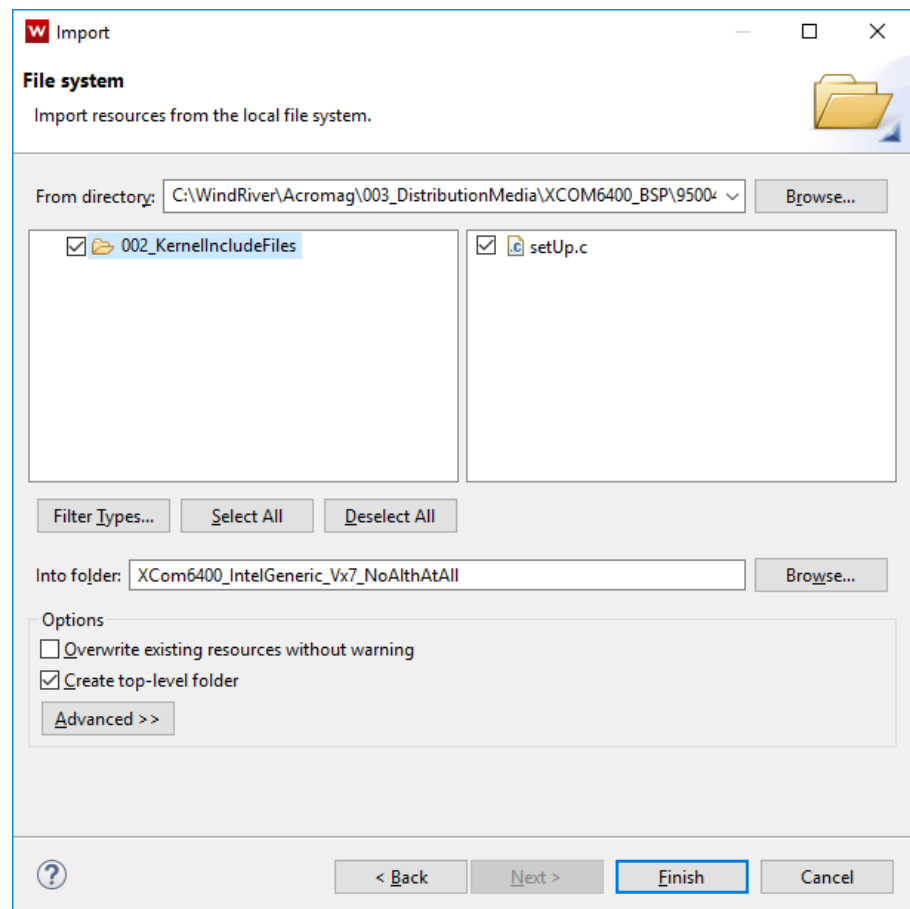 W Import
File system
Import resources from the local file system.
From directory: C:\WindRiver\Acromag\003_DistributionMedia\XCOM6400_BSP\95004 Browse...
002_KernelIncludeFiles
.c setUp.c
Filter Types... Select All Deselect All
Into folder: XCom6400_IntelGeneric_Vx7_NoAlthAtAll Browse...
Options
Overwrite existing resources without warning
Create top-level folder
Advanced >>
? < Back Next > Finish Cancel